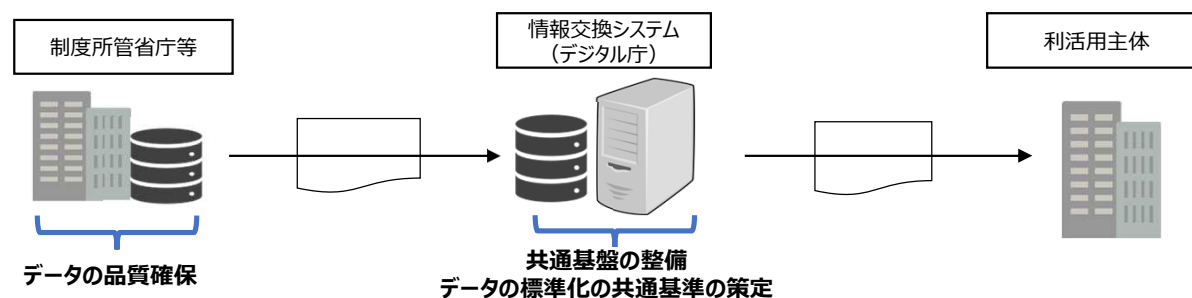 制度所管省庁等
情報交換システム
（デジタル庁）
利活用主体
データの品質確保
共通基盤の整備
データの標準化の共通基準の策定